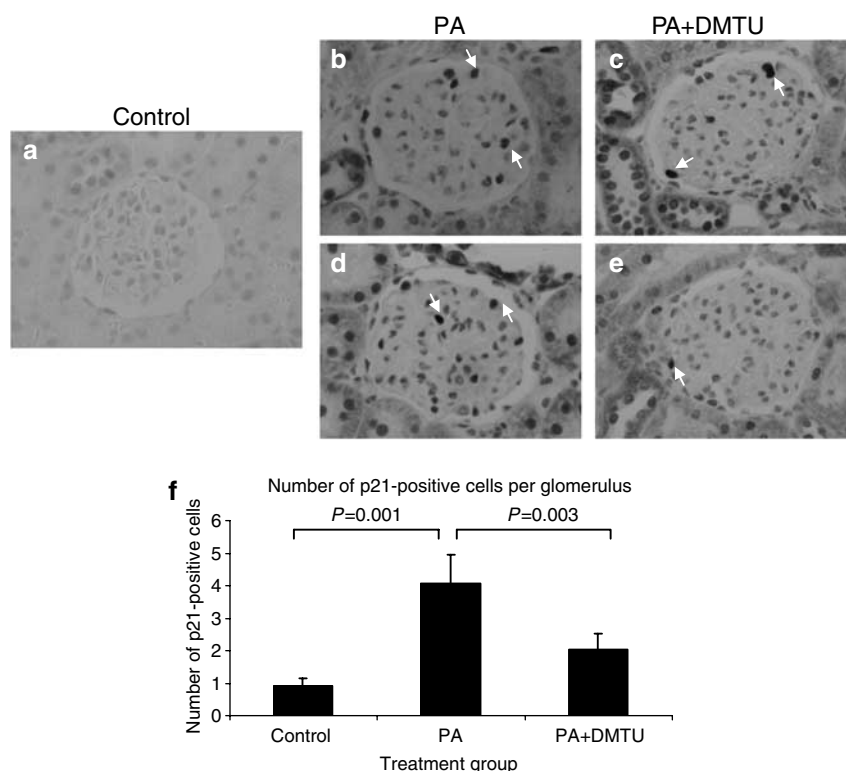 PA
PA+DMTU
Control
a
b
c
d
e
f
Number of p21-positive cells per glomerulus
P=0.001
P=0.003
Number of p21-positive cells
6
5
4
3
2
1
0
Control
PA
PA+DMTU
Treatment group